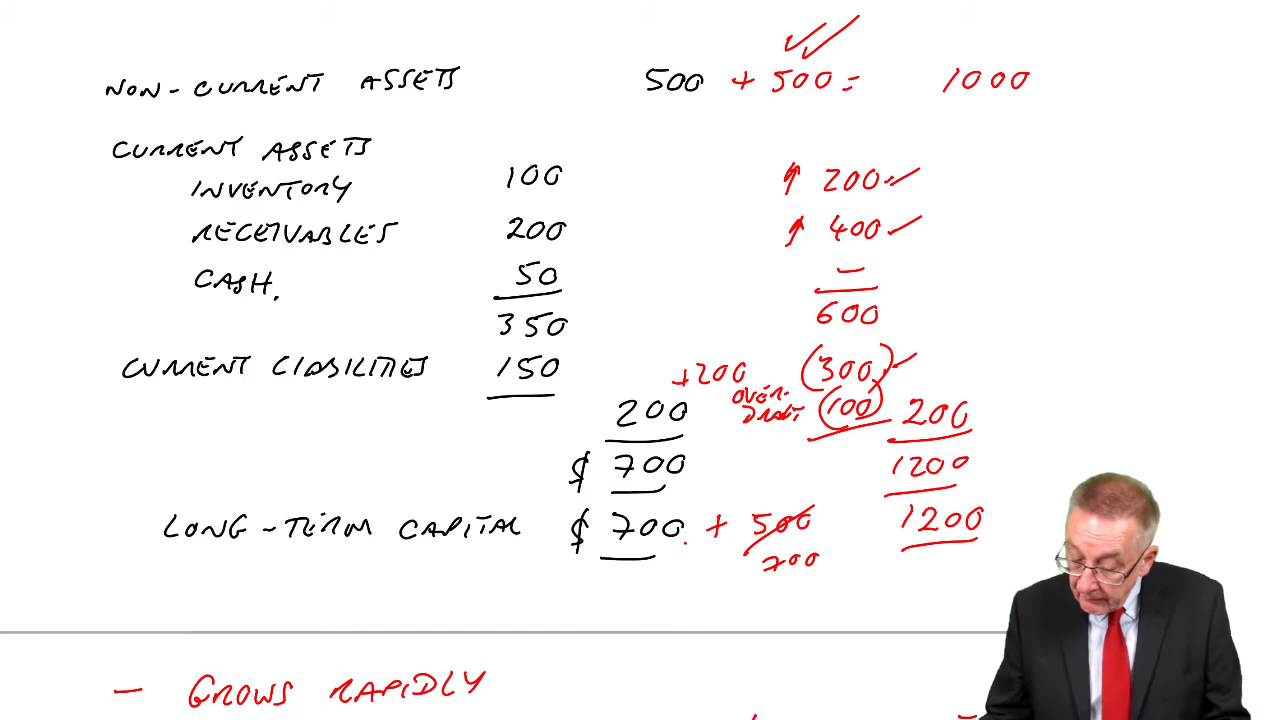 NON-CURRENT ASSETS 500 + 500 = 1000
CURRENT ASSETS
INVENTORY 100 ↑ 200 ✓
RECEIVABLES 200 ↑ 400 ✓
CASH. 50 –
350 600
CURRENT LIABILITIES 150 +200 (300) ✓
200 OVER-DRAFT (100) 200
$ 700 1200
LONG-TERM CAPITAL $ 700 + 500 1200
700
– GROWS RAPIDLY